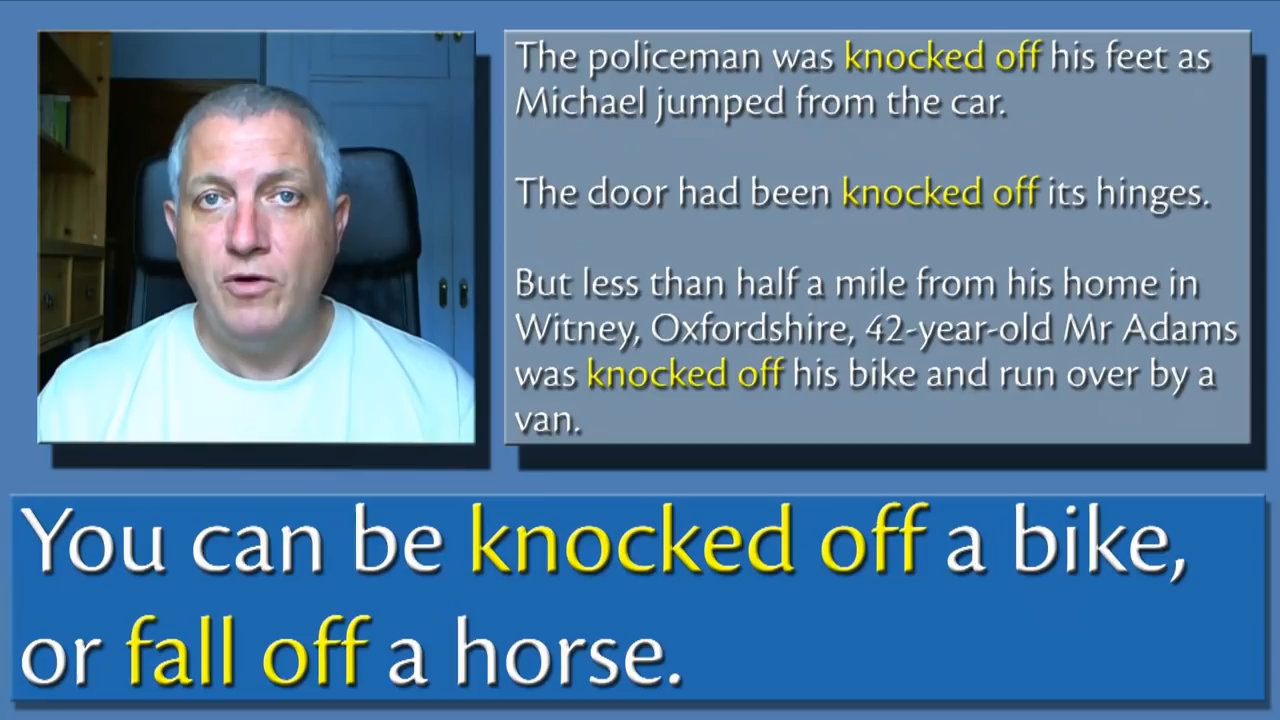 The policeman was knocked off his feet as
Michael jumped from the car.
The door had been knocked off its hinges.
But less than half a mile from his home in
Witney, Oxfordshire, 42-year-old Mr Adams
was knocked off his bike and run over by a
van.
You can be knocked off a bike,
or fall off a horse.